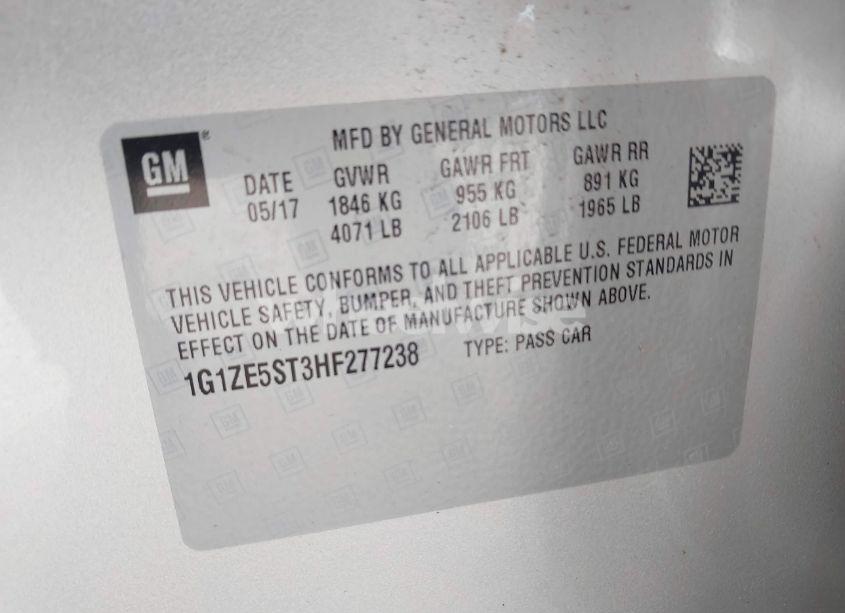 GM®
MFD BY GENERAL MOTORS LLC
DATE GVWR GAWR FRT GAWR RR
05/17 1846 KG 955 KG 891 KG
4071 LB 2106 LB 1965 LB
THIS VEHICLE CONFORMS TO ALL APPLICABLE U.S. FEDERAL MOTOR
VEHICLE SAFETY, BUMPER, AND THEFT PREVENTION STANDARDS IN
EFFECT ON THE DATE OF MANUFACTURE SHOWN ABOVE.
1G1ZE5ST3HF277238 TYPE: PASS CAR